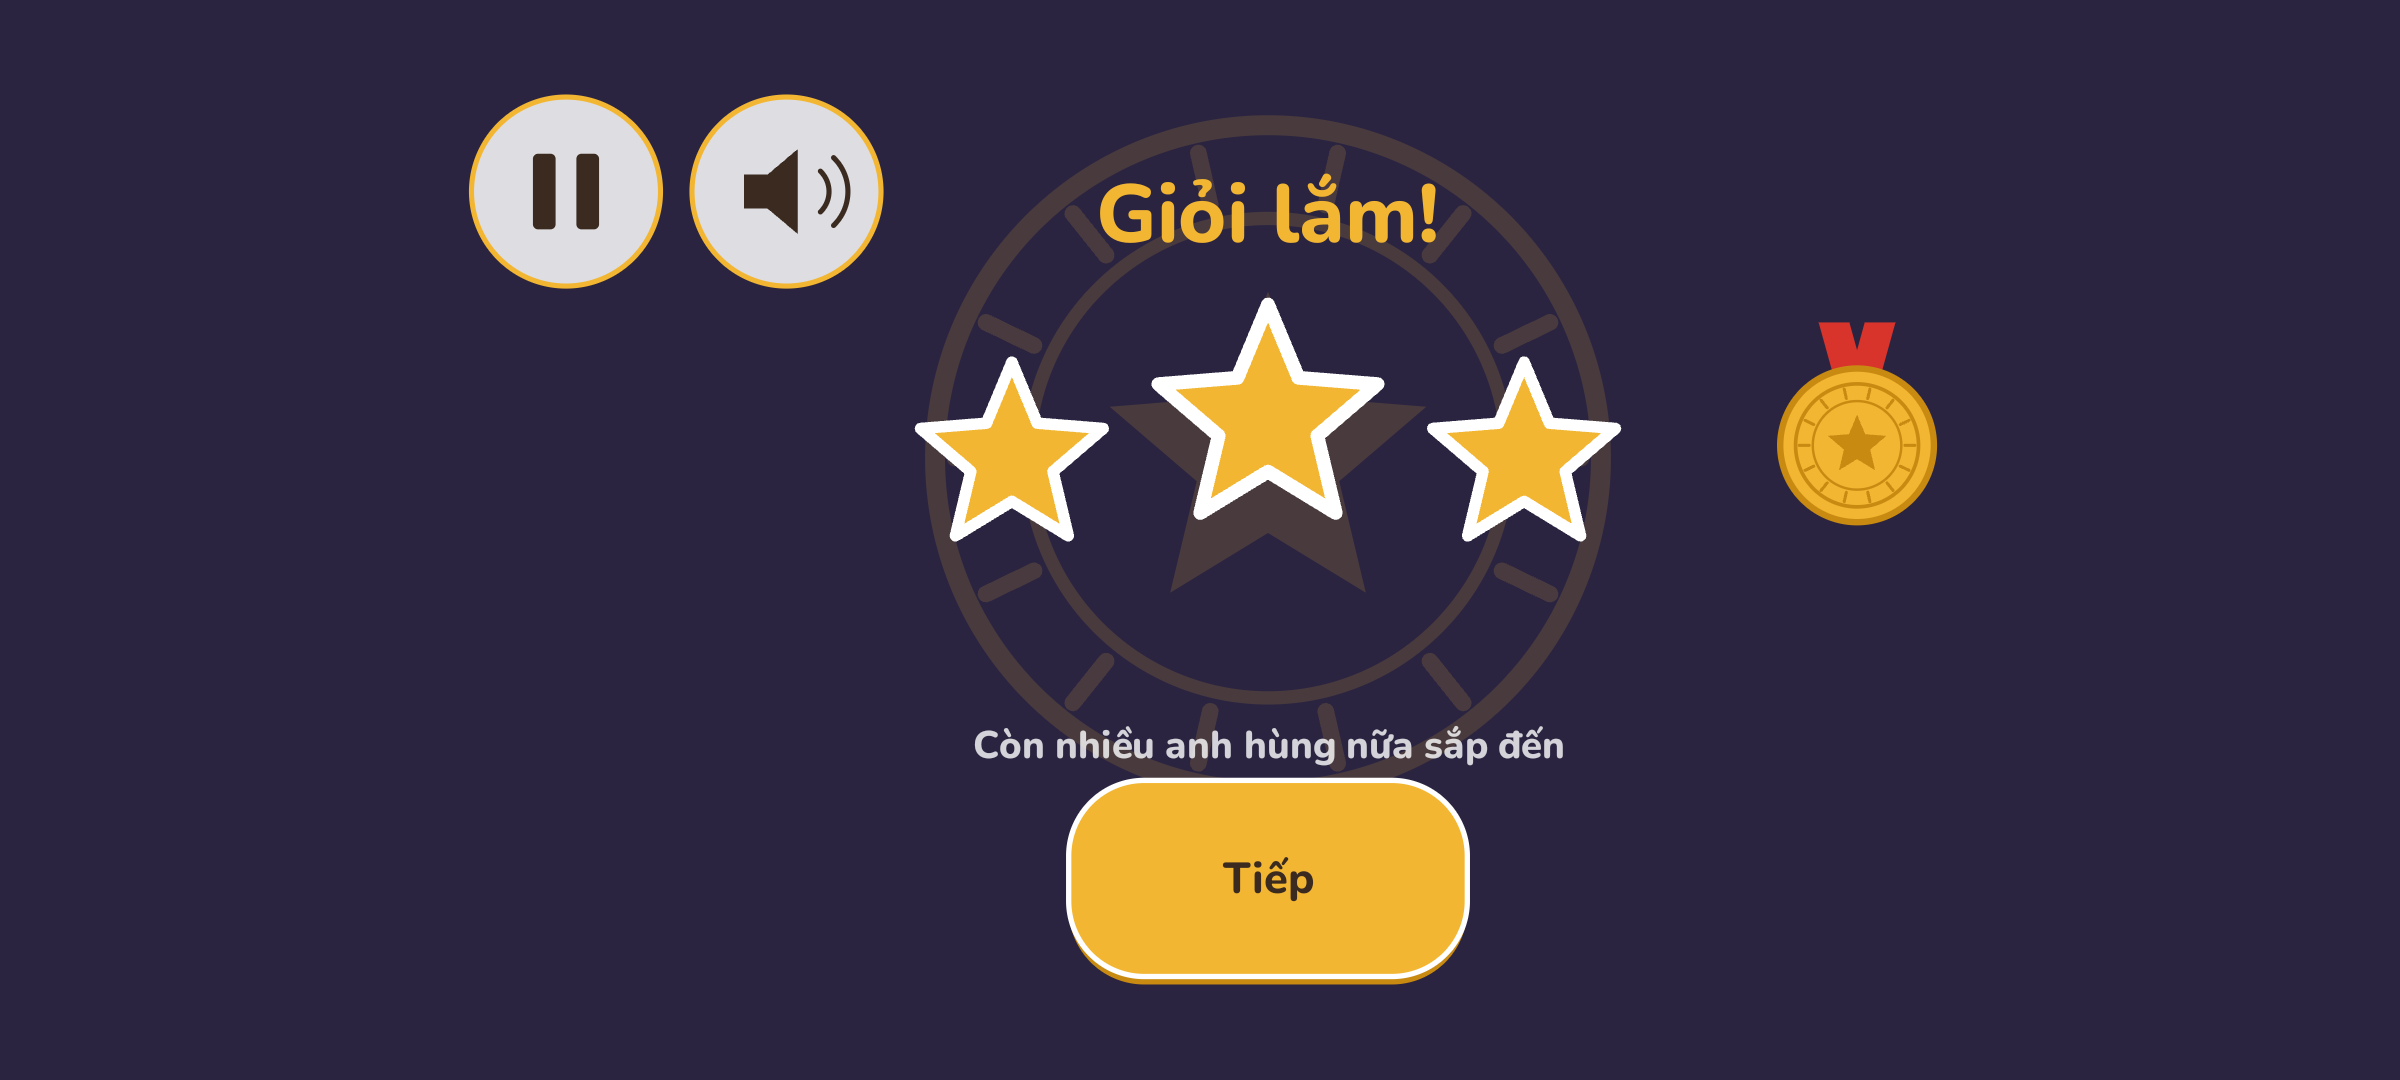 Giỏi lắm!
Còn nhiều anh hùng nữa sắp đến
Tiếp